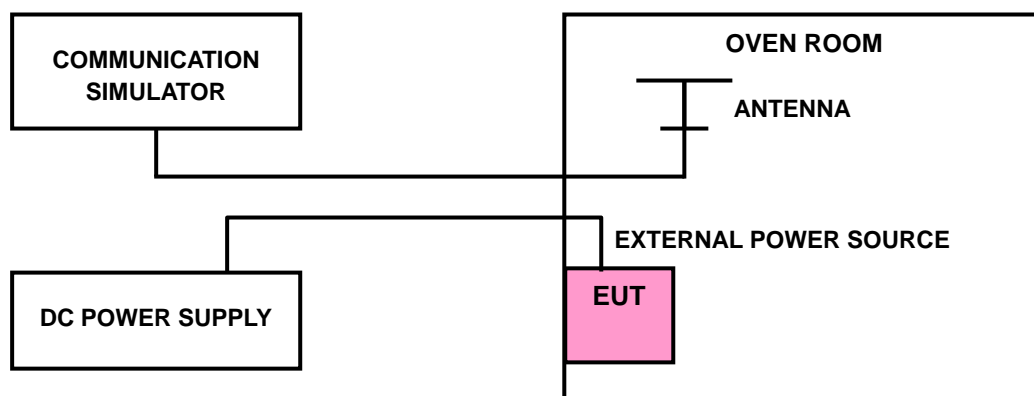 COMMUNICATION
SIMULATOR
OVEN ROOM
ANTENNA
EXTERNAL POWER SOURCE
DC POWER SUPPLY
EUT